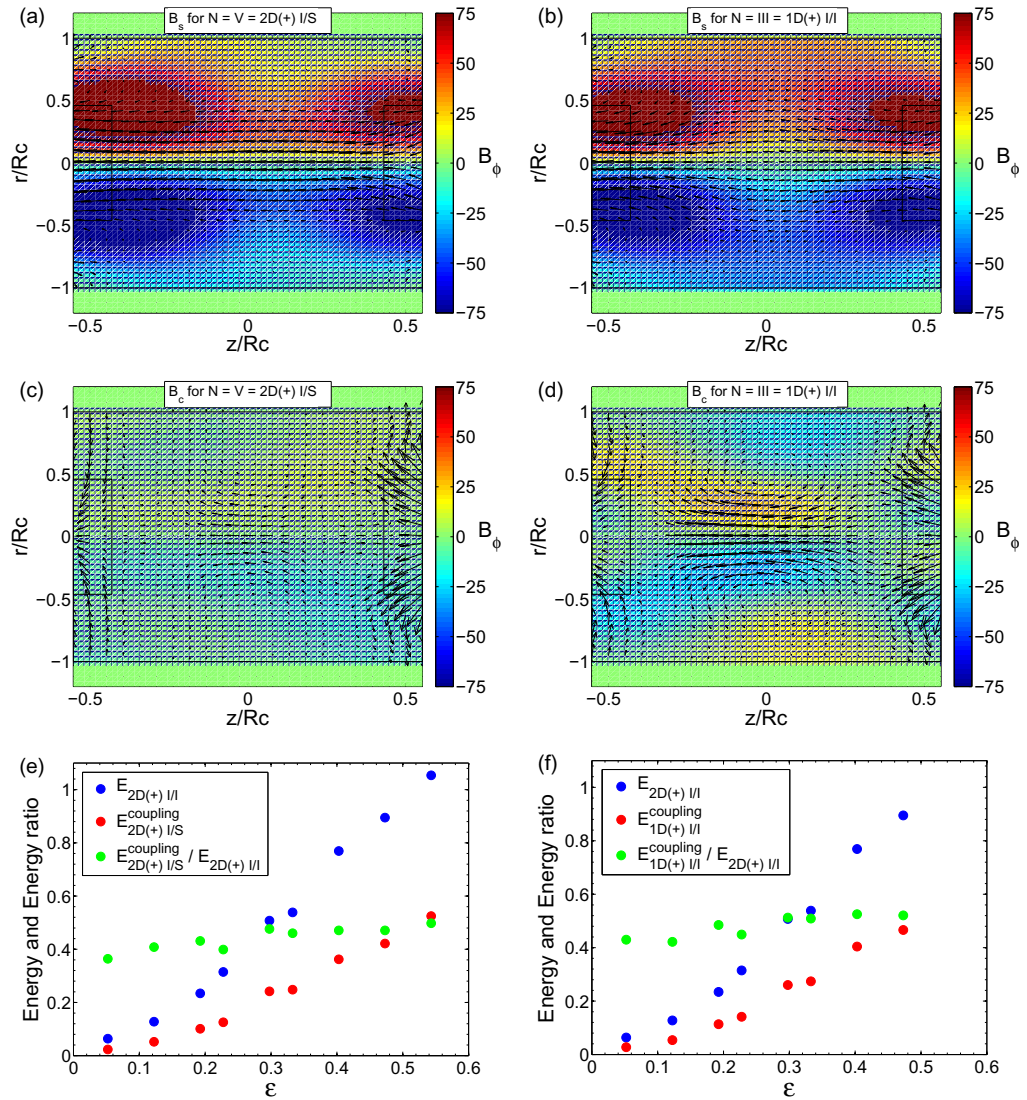 (a)
B_s for N = V = 2D(+) I/S
1
0.5
0
−0.5
−1
r/Rc
−0.5
0
0.5
z/Rc
75
50
25
0
−25
−50
−75
B_ϕ
(b)
B_s for N = III = 1D(+) I/I
1
0.5
0
−0.5
−1
r/Rc
−0.5
0
0.5
z/Rc
75
50
25
0
−25
−50
−75
B_ϕ
(c)
B_c for N = V = 2D(+) I/S
1
0.5
0
−0.5
−1
r/Rc
−0.5
0
0.5
z/Rc
75
50
25
0
−25
−50
−75
B_ϕ
(d)
B_c for N = III = 1D(+) I/I
1
0.5
0
−0.5
−1
r/Rc
−0.5
0
0.5
z/Rc
75
50
25
0
−25
−50
−75
B_ϕ
(e)
E_2D(+) I/I
E^coupling_2D(+) I/S
E^coupling_2D(+) I/S / E_2D(+) I/I
Energy and Energy ratio
1
0.8
0.6
0.4
0.2
0
0
0.1
0.2
0.3
0.4
0.5
0.6
ε
(f)
E_2D(+) I/I
E^coupling_1D(+) I/I
E^coupling_1D(+) I/I / E_2D(+) I/I
Energy and Energy ratio
1
0.8
0.6
0.4
0.2
0
0
0.1
0.2
0.3
0.4
0.5
0.6
ε